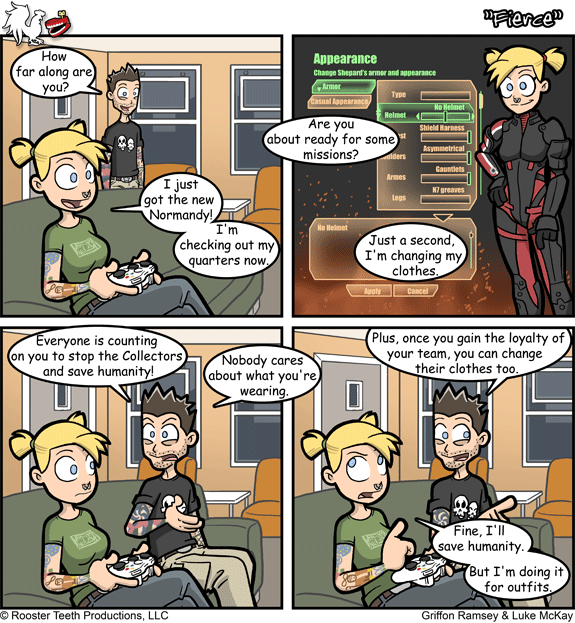 "Fierce"
How
far along are
you?
I just
got the new
Normandy!
I'm
checking out my
quarters now.
Appearance
Change Shepard's armor and appearance
Armor
Casual Appearance
Type
No Helmet
Helmet
Shield Harness
Asymmetrical
Gauntlets
Arms
N7 greaves
Legs
Are you
about ready for some
missions?
No Helmet
Just a second,
I'm changing my
clothes.
Apply
Cancel
Everyone is counting
on you to stop the Collectors
and save humanity!
Nobody cares
about what you're
wearing.
Plus, once you gain the loyalty of
your team, you can change
their clothes too.
Fine, I'll
save humanity.
But I'm doing it
for outfits.
© Rooster Teeth Productions, LLC
Griffon Ramsey & Luke McKay